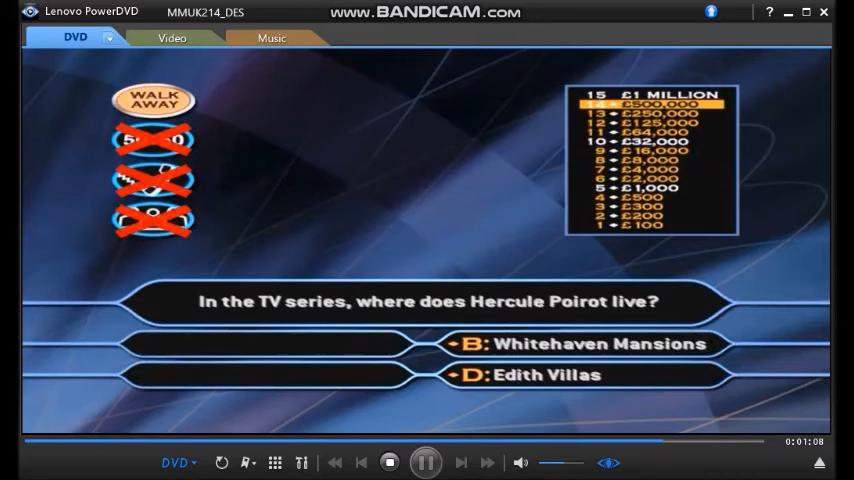 Lenovo PowerDVD
MMUK214_DES
www.BANDICAM.com
DVD
Video
Music
WALK
AWAY
15 £1 MILLION
14 £500,000
13 £250,000
12 £125,000
11 £64,000
10 £32,000
9 £16,000
8 £8,000
7 £4,000
6 £2,000
5 £1,000
4 £500
3 £300
2 £200
1 £100
In the TV series, where does Hercule Poirot live?
B: Whitehaven Mansions
D: Edith Villas
0:01:08
DVD